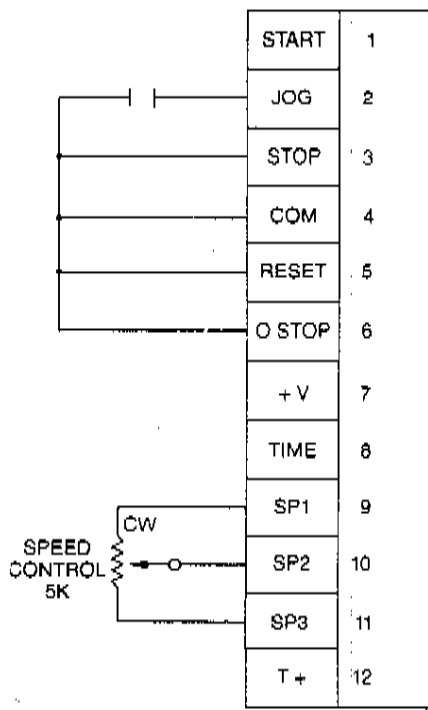 START 1
JOG 2
STOP 3
COM 4
RESET 5
O STOP 6
+ V 7
TIME 8
SP1 9
CW
SPEED
CONTROL
5K
SP2 10
SP3 11
T + 12